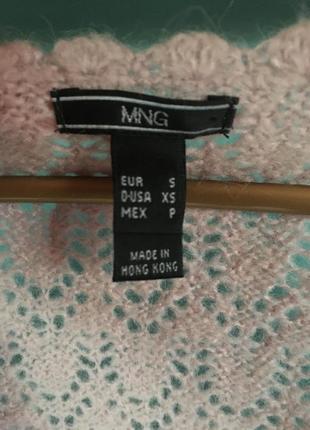 MNG
EUR S
D-USA XS
MEX P
MADE IN
HONG KONG